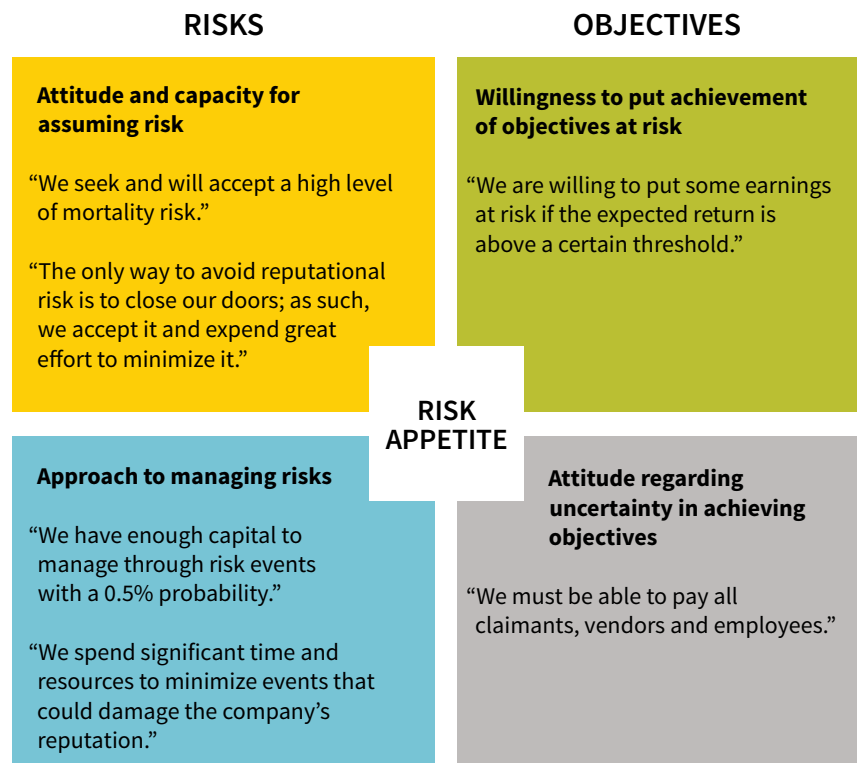 RISKS
OBJECTIVES
Attitude and capacity for
assuming risk
“We seek and will accept a high level
of mortality risk.”
“The only way to avoid reputational
risk is to close our doors; as such,
we accept it and expend great
effort to minimize it.”
Willingness to put achievement
of objectives at risk
“We are willing to put some earnings
at risk if the expected return is
above a certain threshold.”
RISK
APPETITE
Approach to managing risks
“We have enough capital to
manage through risk events
with a 0.5% probability.”
“We spend significant time and
resources to minimize events that
could damage the company’s
reputation.”
Attitude regarding
uncertainty in achieving
objectives
“We must be able to pay all
claimants, vendors and employees.”